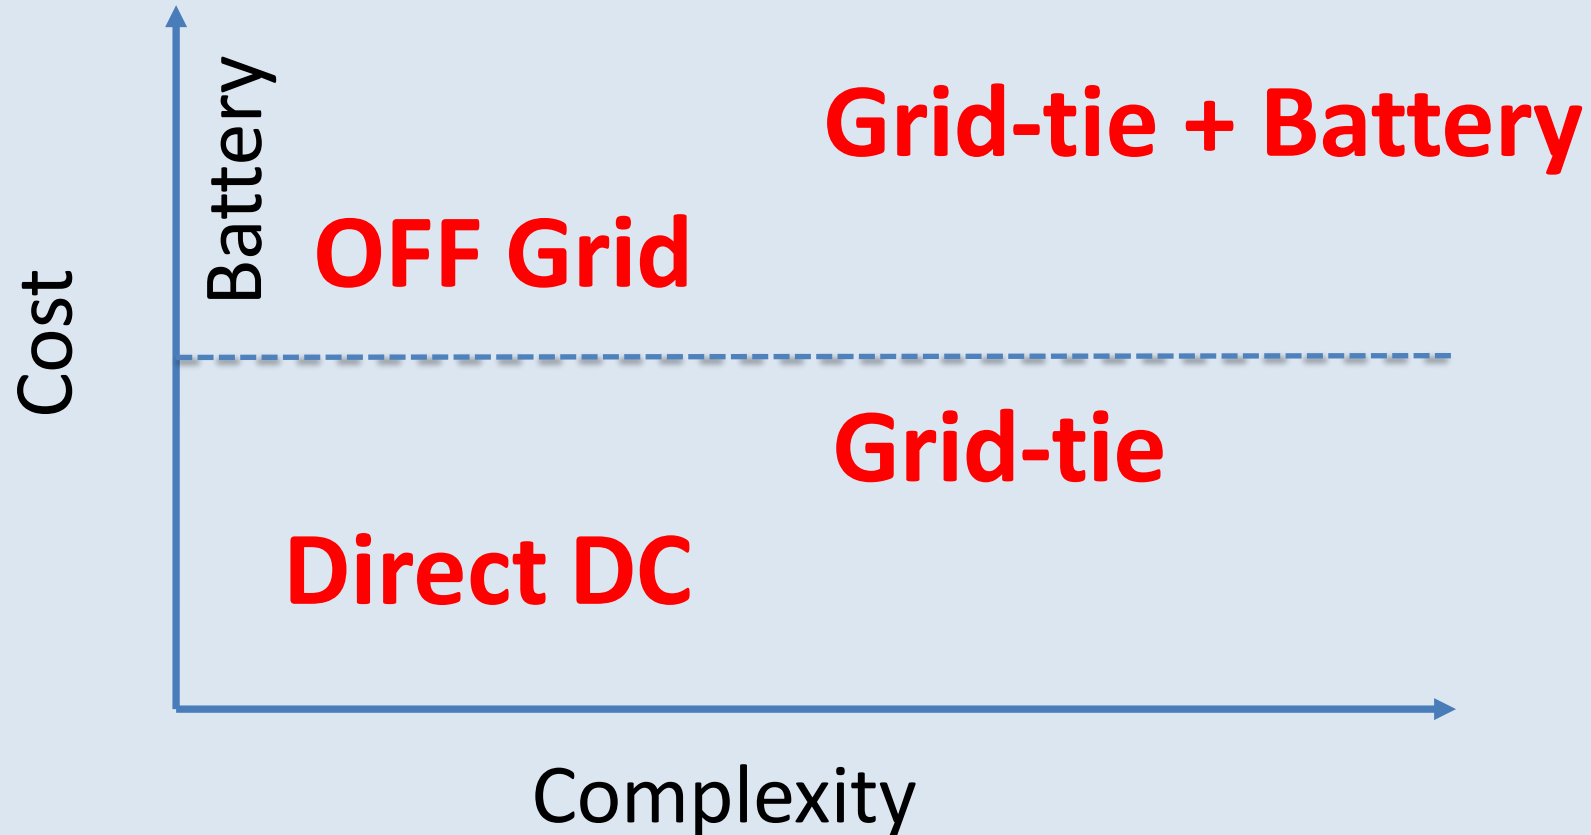 Battery
Grid-tie + Battery
OFF Grid
Cost
Grid-tie
Direct DC
Complexity